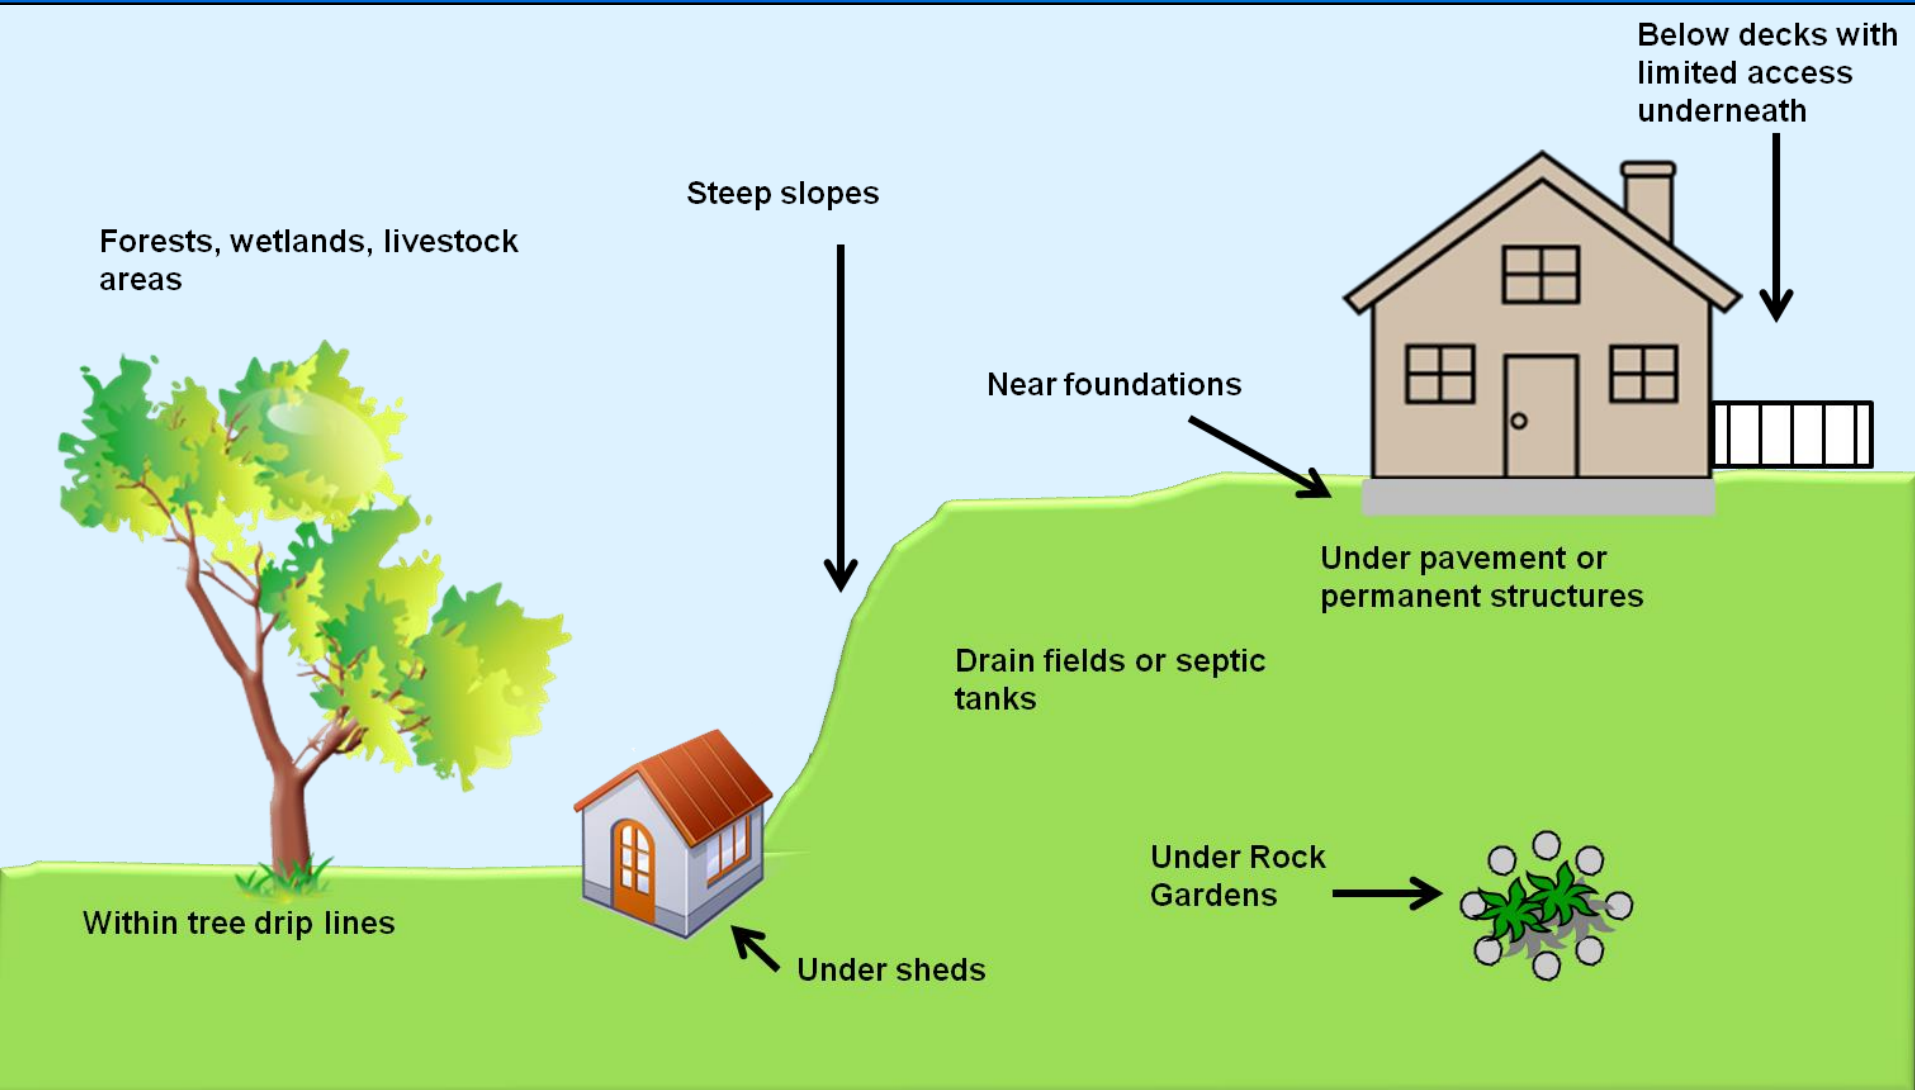 Below decks with
limited access
underneath
Steep slopes
Forests, wetlands, livestock
areas
Near foundations
Under pavement or
permanent structures
Drain fields or septic
tanks
Under Rock
Gardens
Within tree drip lines
Under sheds